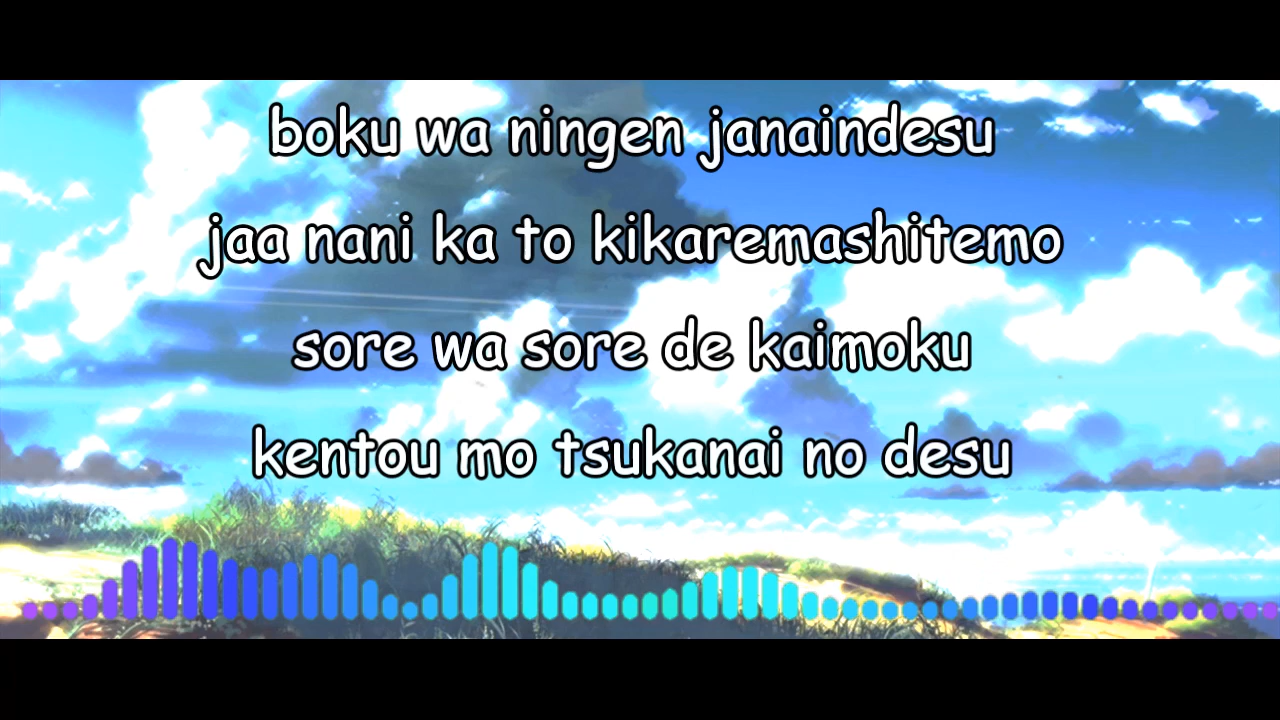 boku wa ningen janaindesu
jaa nani ka to kikaremashitemo
sore wa sore de kaimoku
kentou mo tsukanai no desu